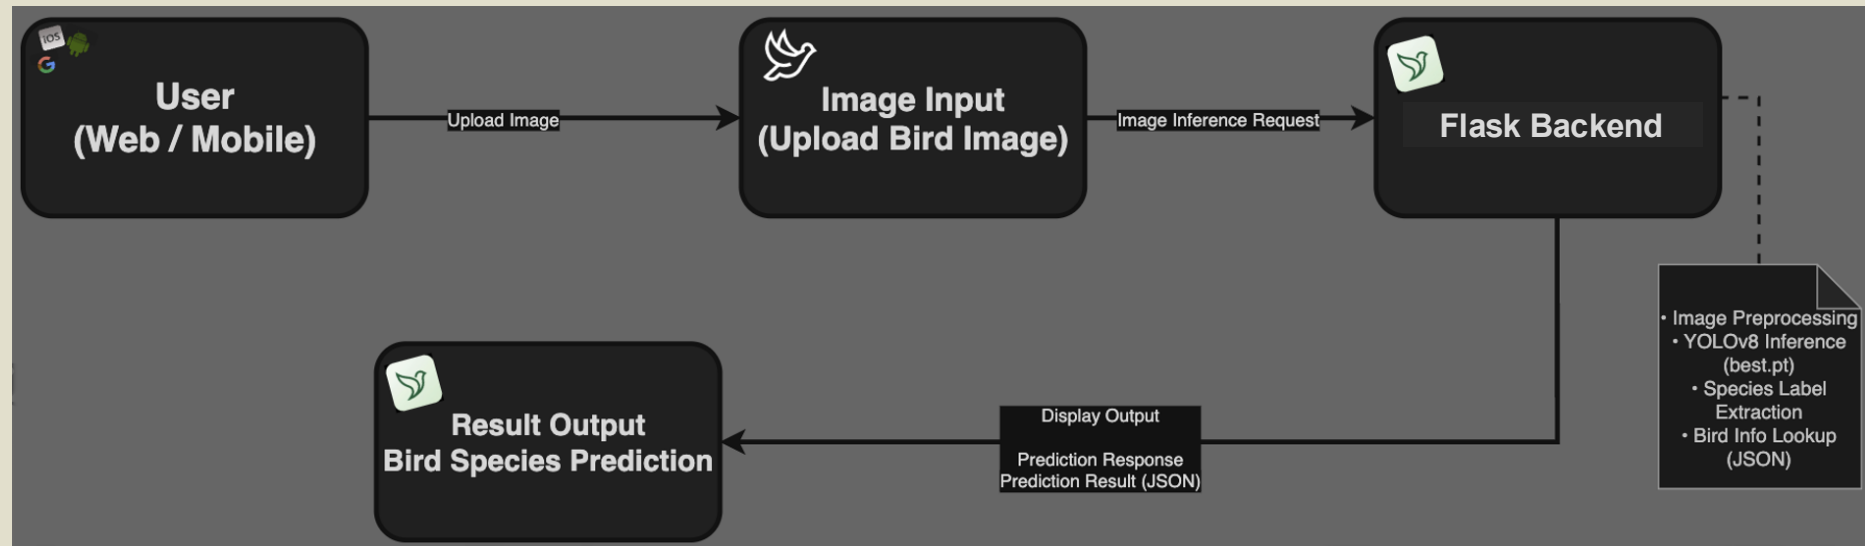 iOS
G
User
(Web / Mobile)
Upload Image
Image Input
(Upload Bird Image)
Image Inference Request
Flask Backend
• Image Preprocessing
• YOLOv8 Inference
(best.pt)
• Species Label
Extraction
• Bird Info Lookup
(JSON)
Display Output
Prediction Response
Prediction Result (JSON)
Result Output
Bird Species Prediction